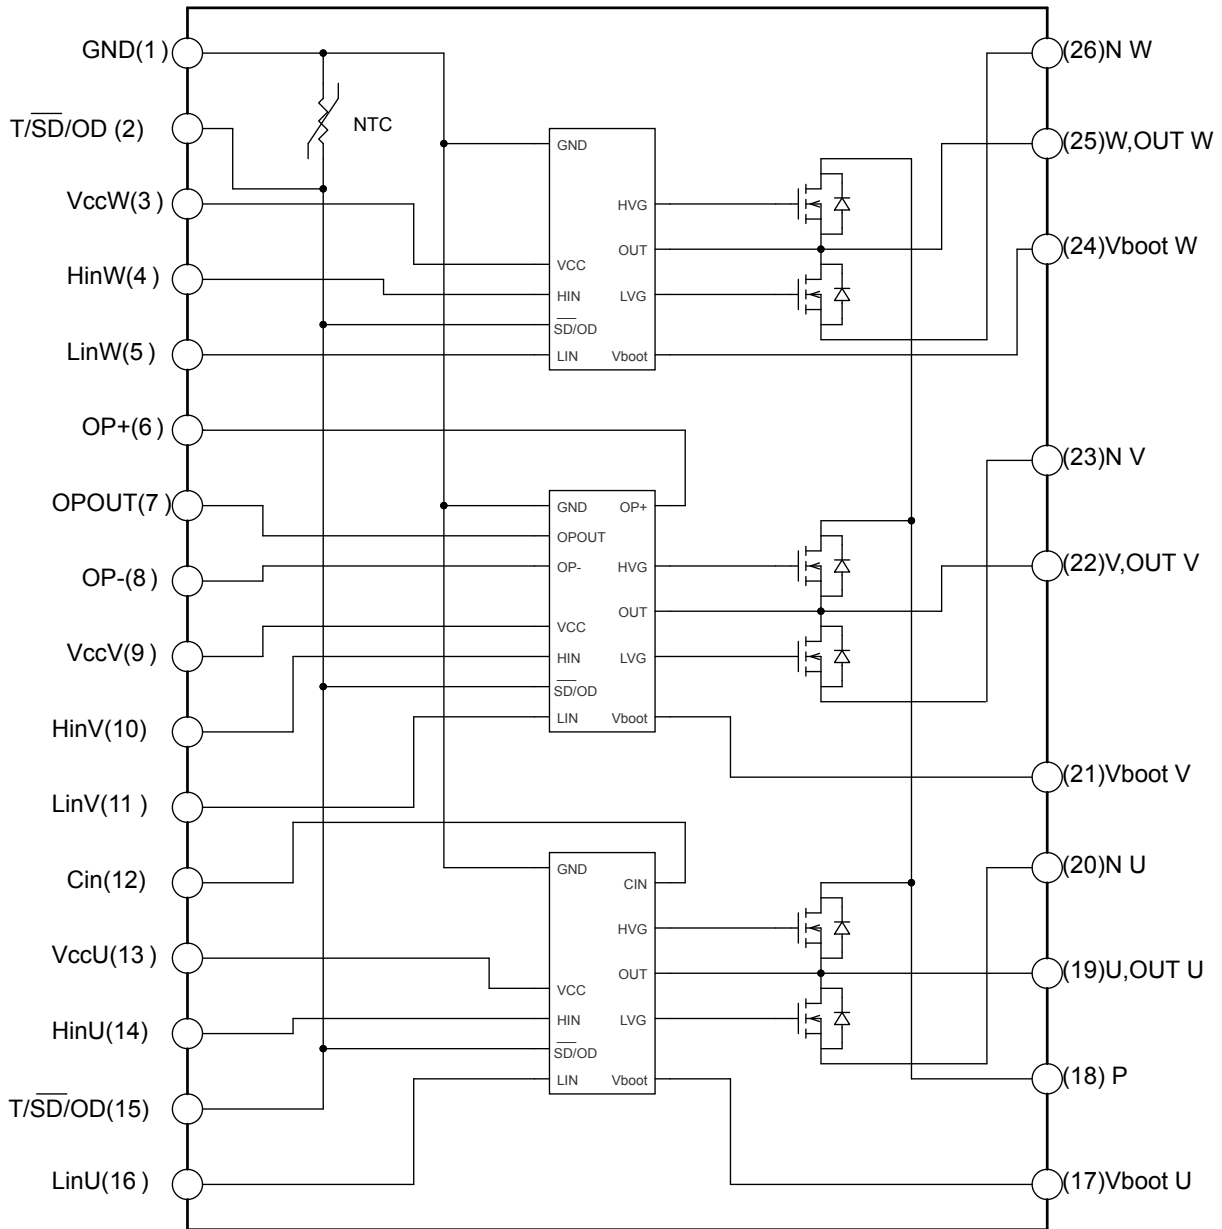 GND(1)
T/SD/OD (2)
VccW(3)
HinW(4)
LinW(5)
OP+(6)
OPOUT(7)
OP-(8)
VccV(9)
HinV(10)
LinV(11)
Cin(12)
VccU(13)
HinU(14)
T/SD/OD(15)
LinU(16)
NTC
GND
HVG
OUT
VCC
HIN
LVG
SD/OD
LIN
Vboot
GND
OP+
OPOUT
OP-
HVG
OUT
VCC
HIN
LVG
SD/OD
LIN
Vboot
GND
CIN
HVG
OUT
VCC
HIN
LVG
SD/OD
LIN
Vboot
(26)N W
(25)W,OUT W
(24)Vboot W
(23)N V
(22)V,OUT V
(21)Vboot V
(20)N U
(19)U,OUT U
(18) P
(17)Vboot U